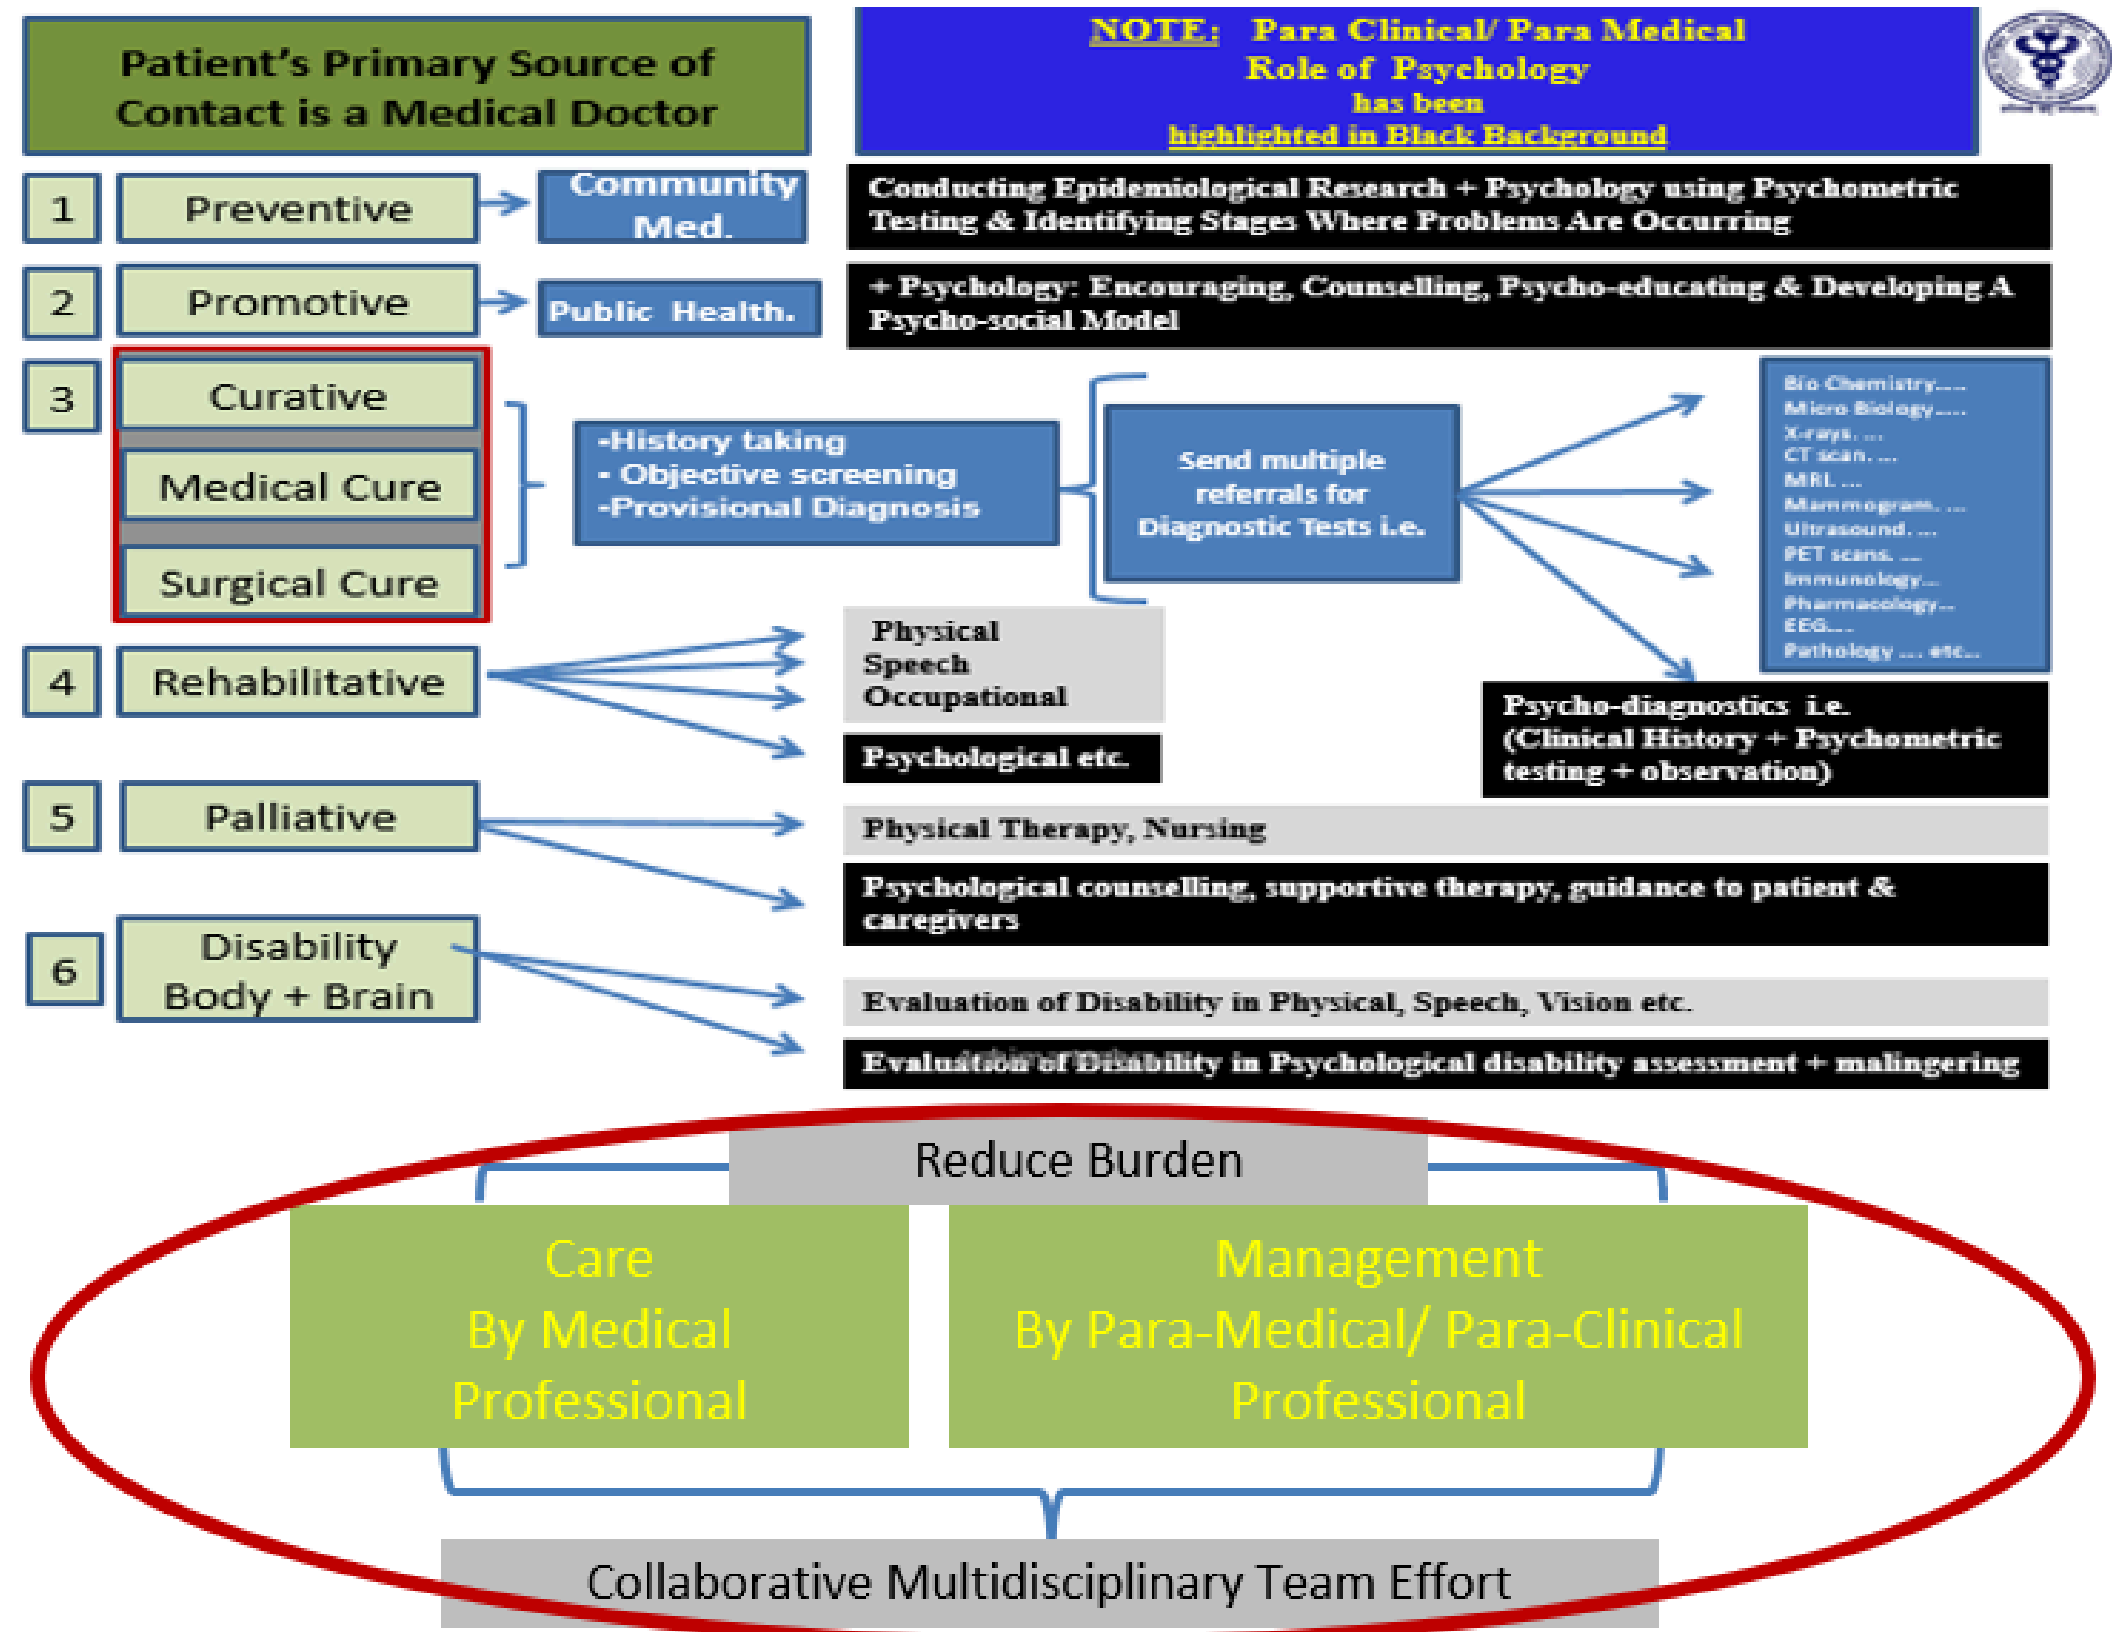 Patient's Primary Source of
Contact is a Medical Doctor
NOTE: Para Clinical/ Para Medical
Role of Psychology
has been
highlighted in Black Background
1
Preventive
Community
Med.
Conducting Epidemiological Research + Psychology using Psychometric
Testing & Identifying Stages Where Problems Are Occurring
2
Promotive
Public Health.
+ Psychology: Encouraging, Counselling, Psycho-educating & Developing A
Psycho-social Model
3
Curative
Medical Cure
Surgical Cure
-History taking
- Objective screening
-Provisional Diagnosis
Send multiple
referrals for
Diagnostic Tests i.e.
Bio Chemistry.....
Micro Biology.....
X-rays. ...
CT scan. ...
MRI. ...
Mammogram. ...
Ultrasound. ...
PET scans. ...
Immunology...
Pharmacology...
EEG....
Pathology .... etc...
Psycho-diagnostics i.e.
(Clinical History + Psychometric
testing + observation)
4
Rehabilitative
Physical
Speech
Occupational
Psychological etc.
5
Palliative
Physical Therapy, Nursing
Psychological counselling, supportive therapy, guidance to patient &
caregivers
6
Disability
Body + Brain
Evaluation of Disability in Physical, Speech, Vision etc.
Evaluation of Disability in Psychological disability assessment + malingering
Reduce Burden
Care
By Medical
Professional
Management
By Para-Medical/ Para-Clinical
Professional
Collaborative Multidisciplinary Team Effort